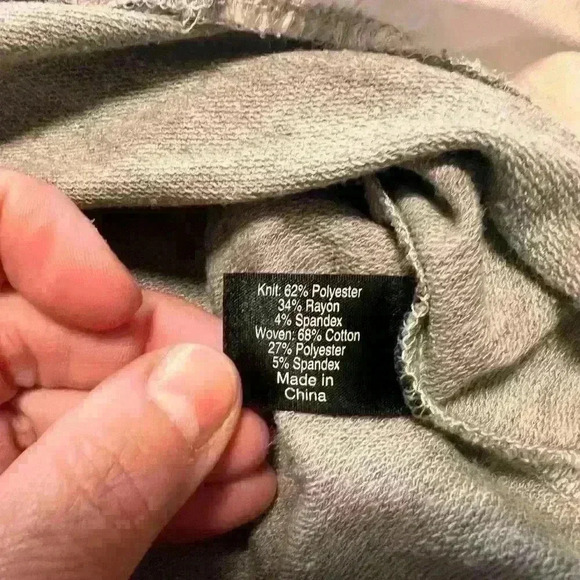 Knit: 62% Polyester
34% Rayon
4% Spandex
Woven: 68% Cotton
27% Polyester
5% Spandex
Made in
China